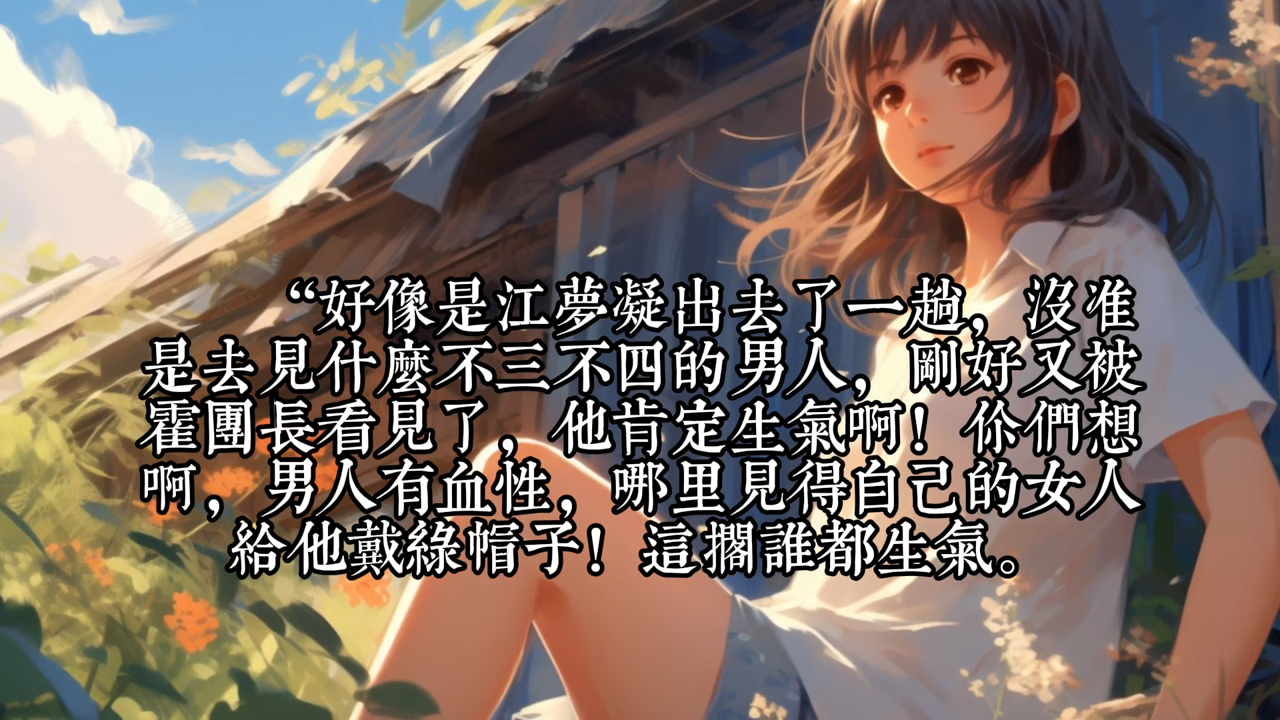 “好像是江夢凝出去了一趟，沒准
是去見什麼不三不四的男人，剛好又被
霍團長看見了，他肯定生氣啊！伱們想
啊，男人有血性，哪里見得自己的女人
給他戴綠帽子！這擱誰都生氣。